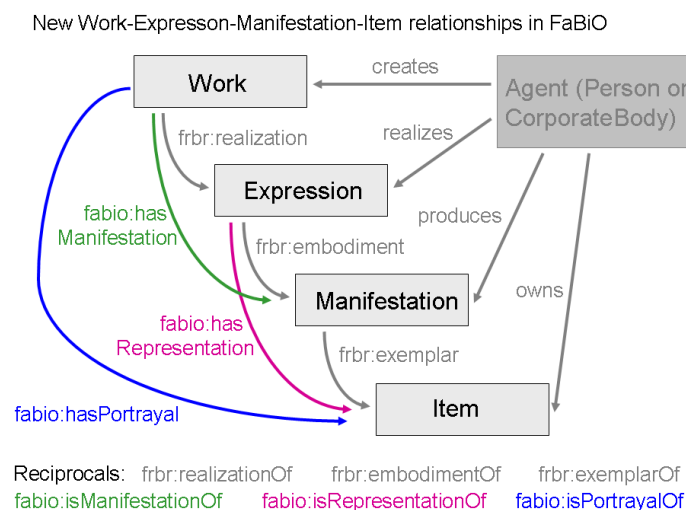 New Work-Expresson-Manifestation-Item relationships in FaBiO
creates
Work
Agent (Person or
CorporateBody)
frbr:realization
realizes
Expression
fabio:has
Manifestation
frbr:embodiment
produces
Manifestation
owns
fabio:has
Representation
frbr:exemplar
fabio:hasPortrayal
Item
Reciprocals: frbr:realizationOf frbr:embodimentOf frbr:exemplarOf
fabio:isManifestationOf fabio:isRepresentationOf fabio:isPortrayalOf